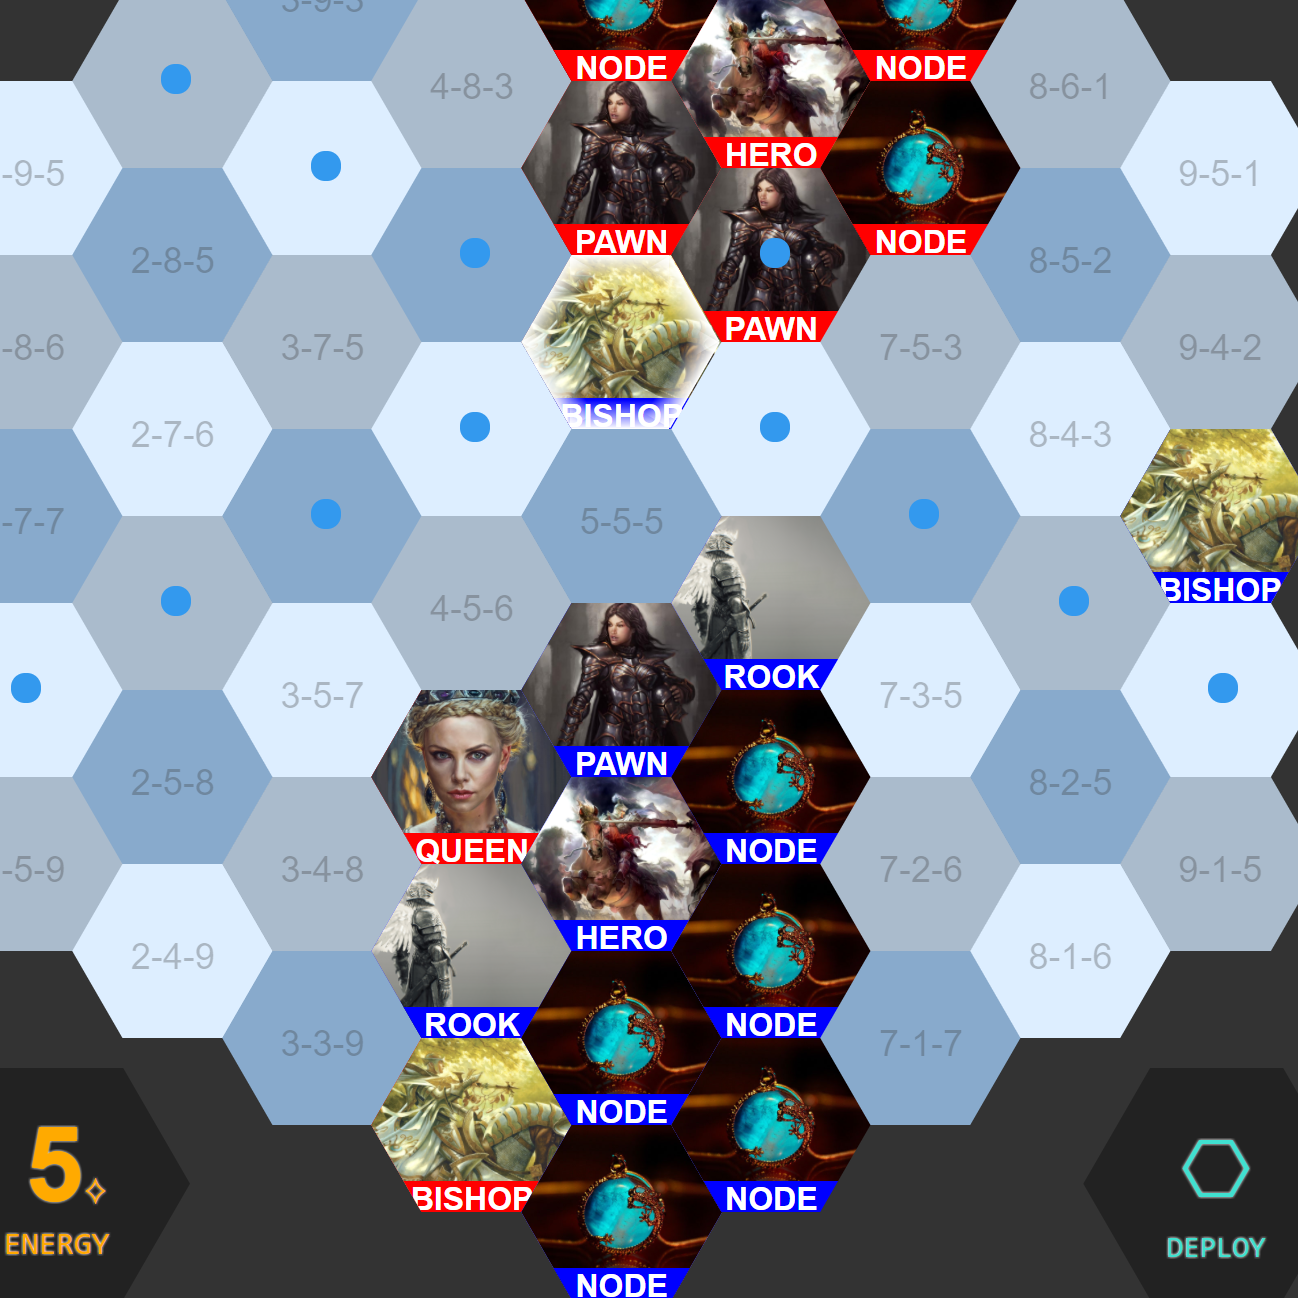 3-9-3
NODE
NODE
4-8-3
8-6-1
HERO
-9-5
9-5-1
PAWN
NODE
2-8-5
8-5-2
PAWN
-8-6
3-7-5
7-5-3
9-4-2
BISHOP
2-7-6
8-4-3
-7-7
5-5-5
BISHOP
4-5-6
ROOK
3-5-7
7-3-5
PAWN
2-5-8
8-2-5
QUEEN
NODE
-5-9
3-4-8
7-2-6
9-1-5
HERO
2-4-9
8-1-6
ROOK
NODE
3-3-9
7-1-7
NODE
5
BISHOP
NODE
ENERGY
DEPLOY
NODE